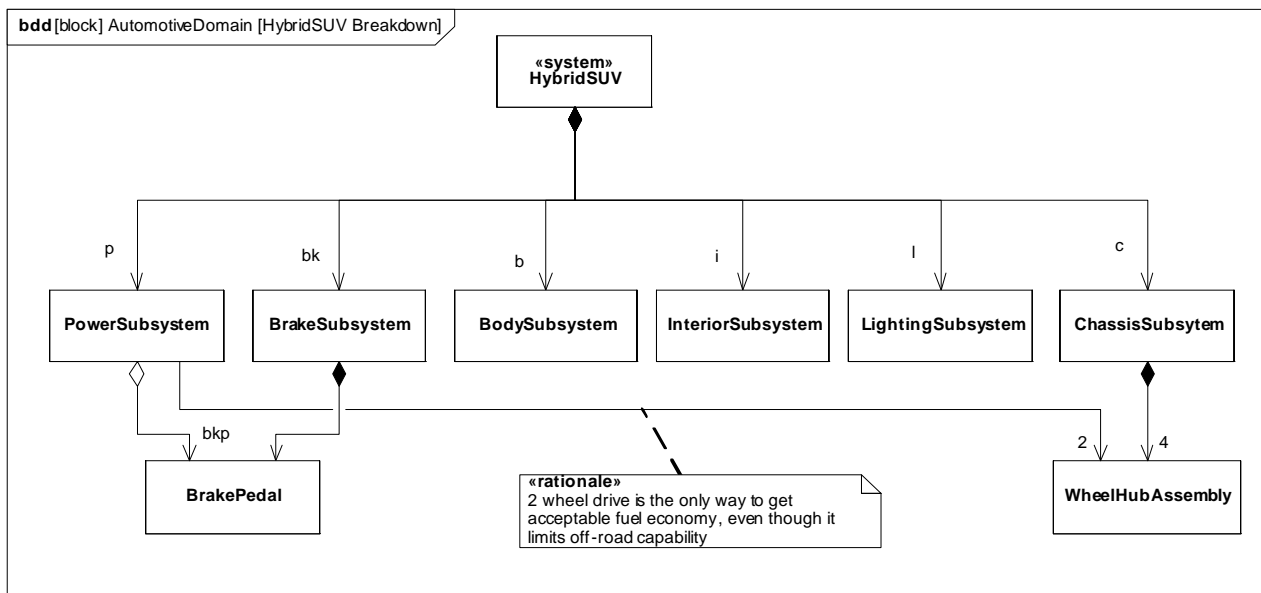 bdd [block] AutomotiveDomain [HybridSUV Breakdown]
«system»
HybridSUV
p
bk
b
i
l
c
PowerSubsystem
BrakeSubsystem
BodySubsystem
InteriorSubsystem
LightingSubsystem
ChassisSubsytem
bkp
2
4
BrakePedal
«rationale»
2 wheel drive is the only way to get
acceptable fuel economy, even though it
limits off-road capability
WheelHubAssembly